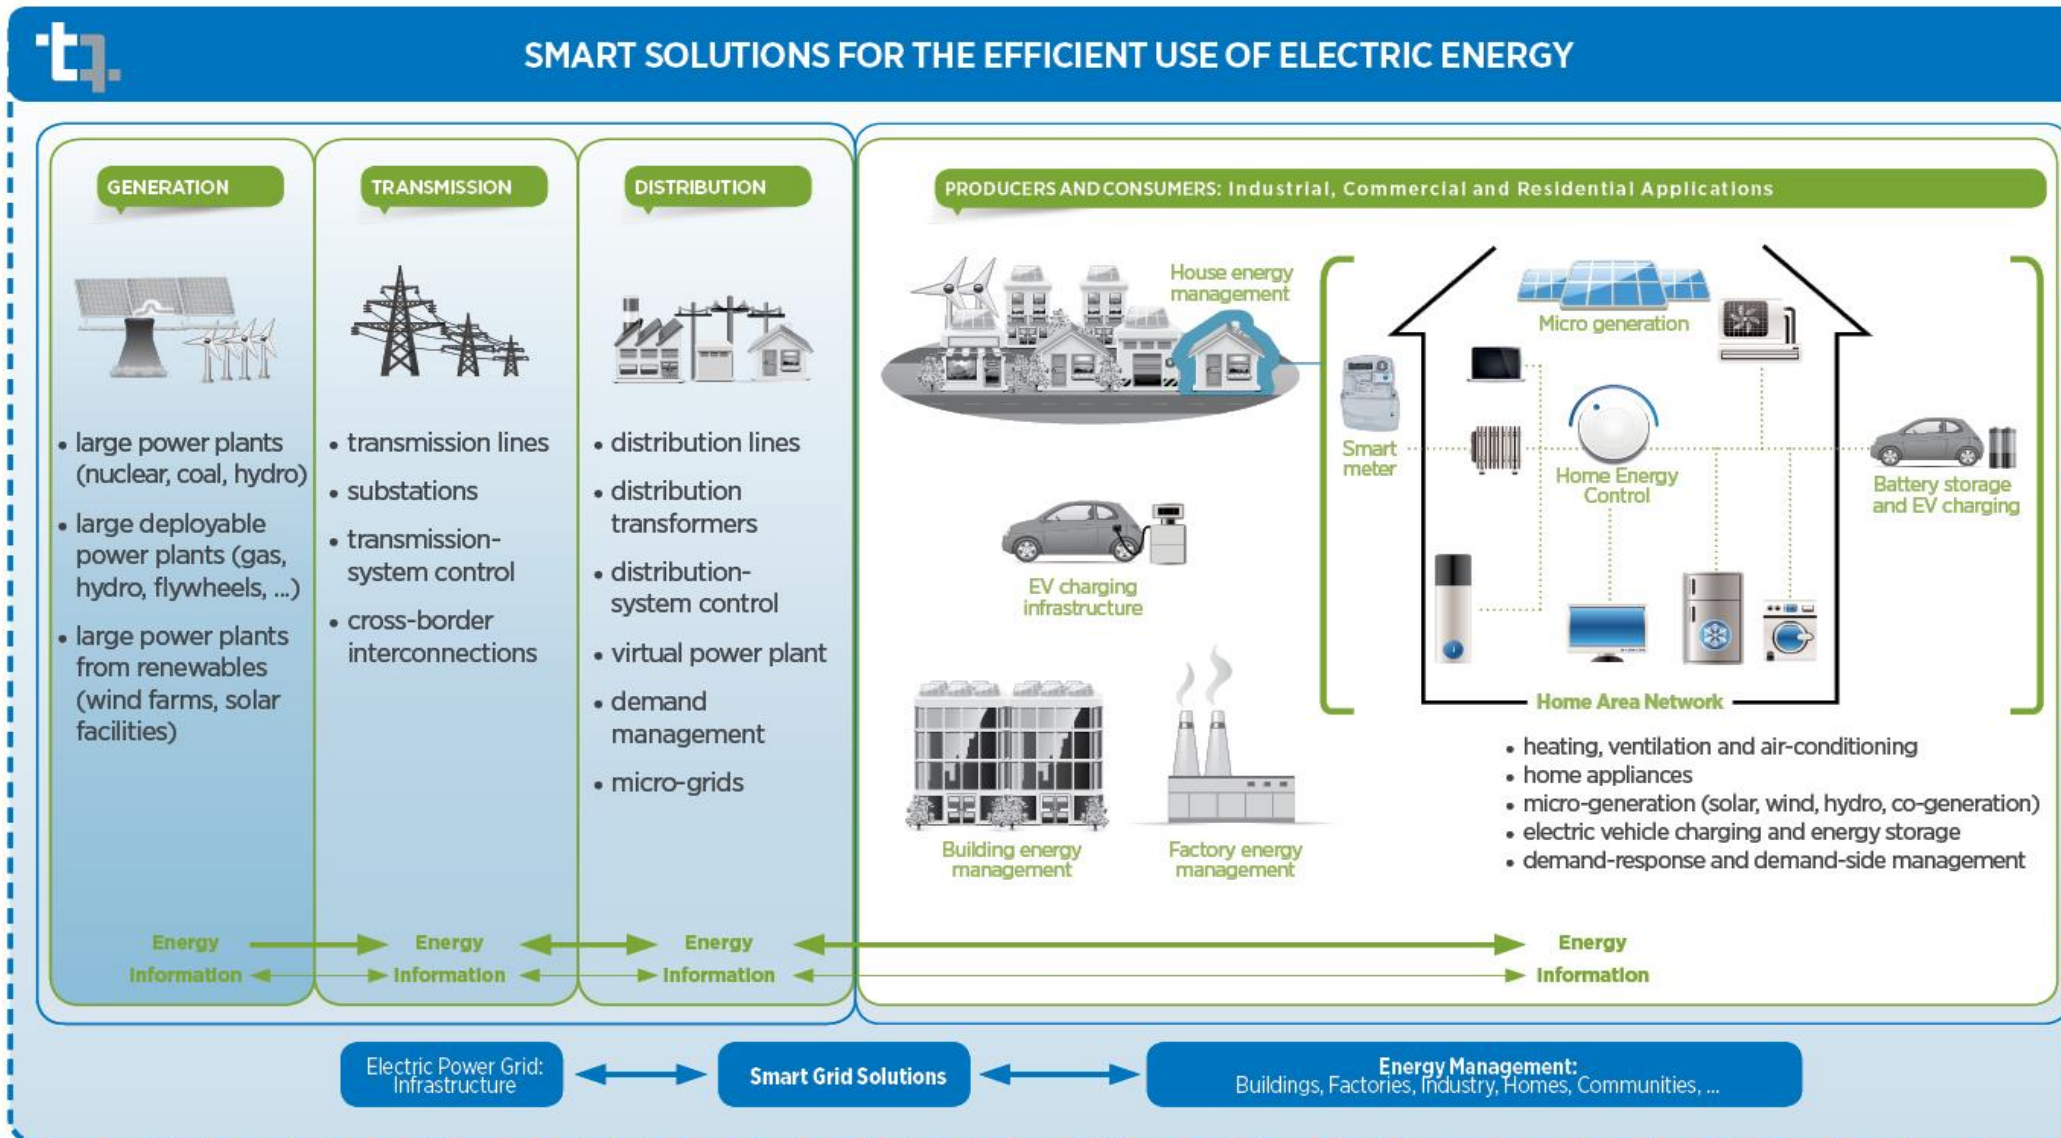 tq.
SMART SOLUTIONS FOR THE EFFICIENT USE OF ELECTRIC ENERGY
GENERATION
• large power plants
(nuclear, coal, hydro)
• large deployable
power plants (gas,
hydro, flywheels, ...)
• large power plants
from renewables
(wind farms, solar
facilities)
TRANSMISSION
• transmission lines
• substations
• transmission-
system control
• cross-border
interconnections
DISTRIBUTION
• distribution lines
• distribution
transformers
• distribution-
system control
• virtual power plant
• demand
management
• micro-grids
PRODUCERS AND CONSUMERS: Industrial, Commercial and Residential Applications
House energy
management
EV charging
infrastructure
Building energy
management
Factory energy
management
Micro generation
Smart
meter
Home Energy
Control
Battery storage
and EV charging
Home Area Network
• heating, ventilation and air-conditioning
• home appliances
• micro-generation (solar, wind, hydro, co-generation)
• electric vehicle charging and energy storage
• demand-response and demand-side management
Energy Energy Energy Energy
Information Information Information Information
Electric Power Grid:
Infrastructure
Smart Grid Solutions
Energy Management:
Buildings, Factories, Industry, Homes, Communities, ...